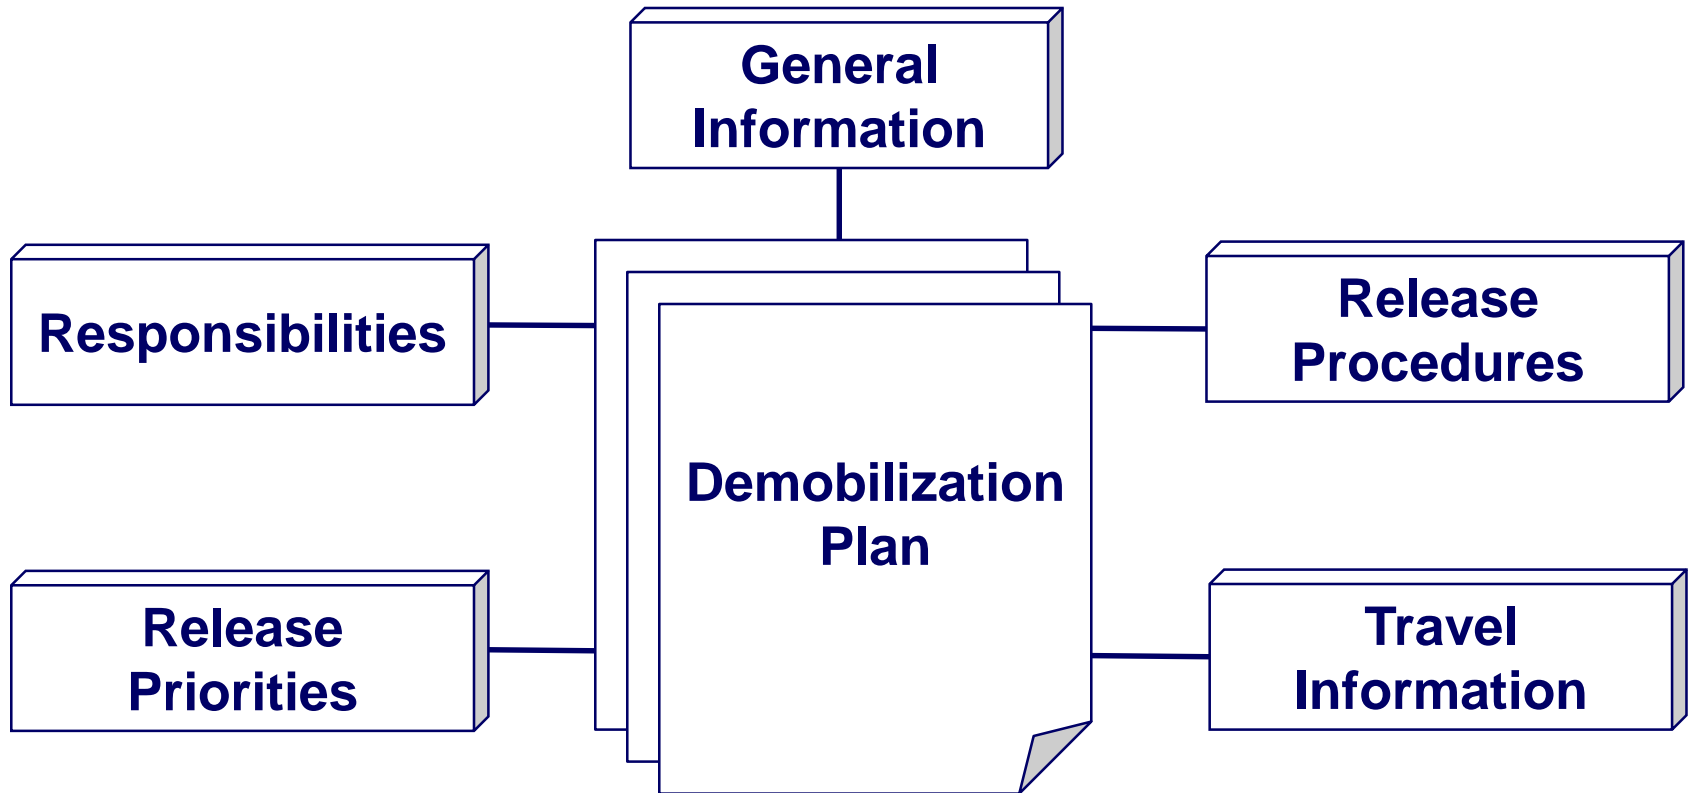 General
Information
Responsibilities
Release
Procedures
Demobilization
Plan
Release
Priorities
Travel
Information